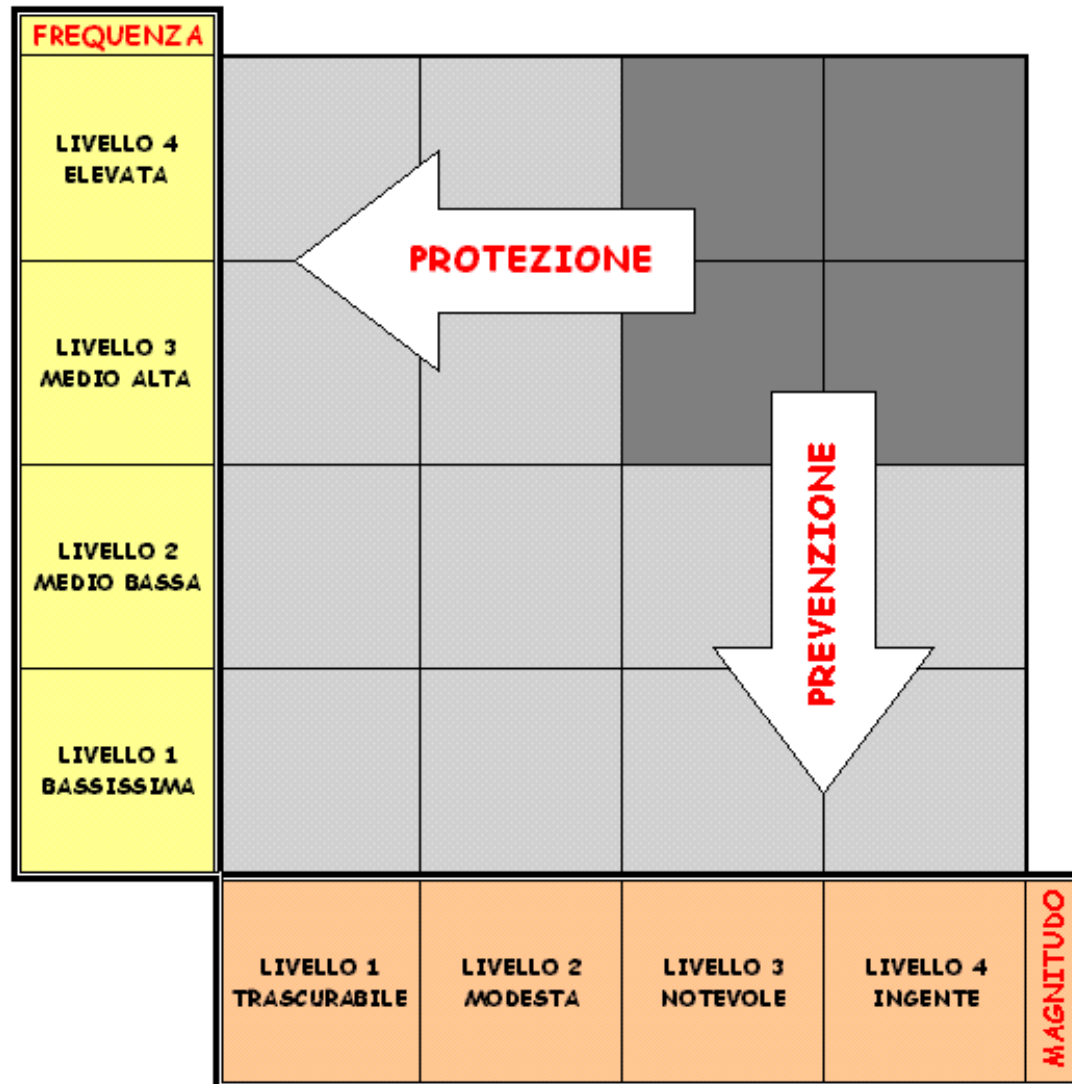 FREQUENZA
LIVELLO 4
ELEVATA
PROTEZIONE
LIVELLO 3
MEDIO ALTA
PREVENZIONE
LIVELLO 2
MEDIO BASSA
LIVELLO 1
BASSISSIMA
LIVELLO 1
TRASCURABILE
LIVELLO 2
MODESTA
LIVELLO 3
NOTEVOLE
LIVELLO 4
INGENTE
MAGNITUDO